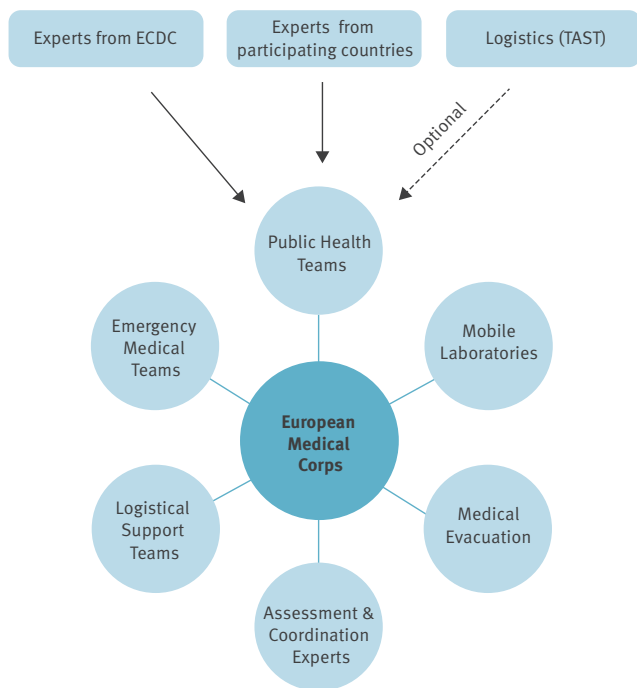 Experts from ECDC
Experts from
participating countries
Logistics (TAST)
Optional
Public Health
Teams
Emergency
Medical
Teams
Mobile
Laboratories
European
Medical
Corps
Logistical
Support
Teams
Medical
Evacuation
Assessment &
Coordination
Experts